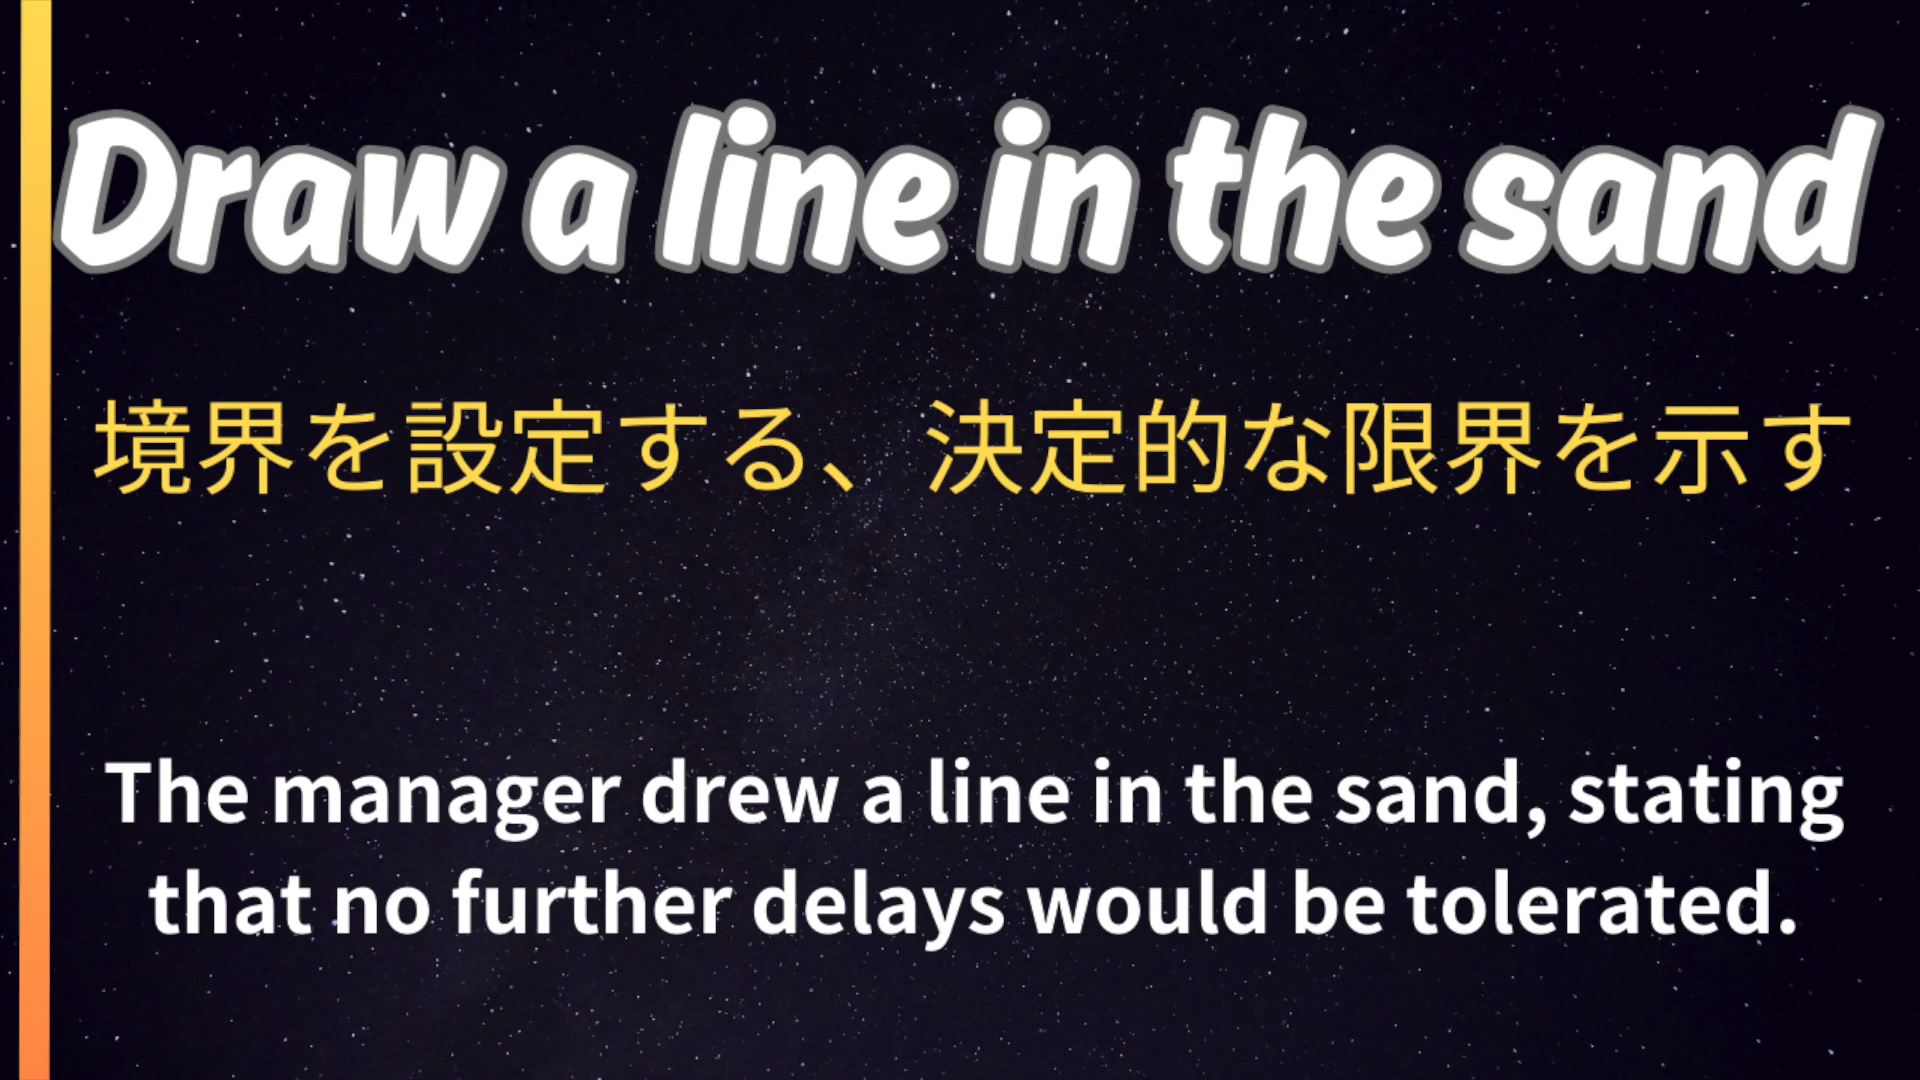 Draw a line in the sand
境界を設定する、決定的な限界を示す
The manager drew a line in the sand, stating
that no further delays would be tolerated.